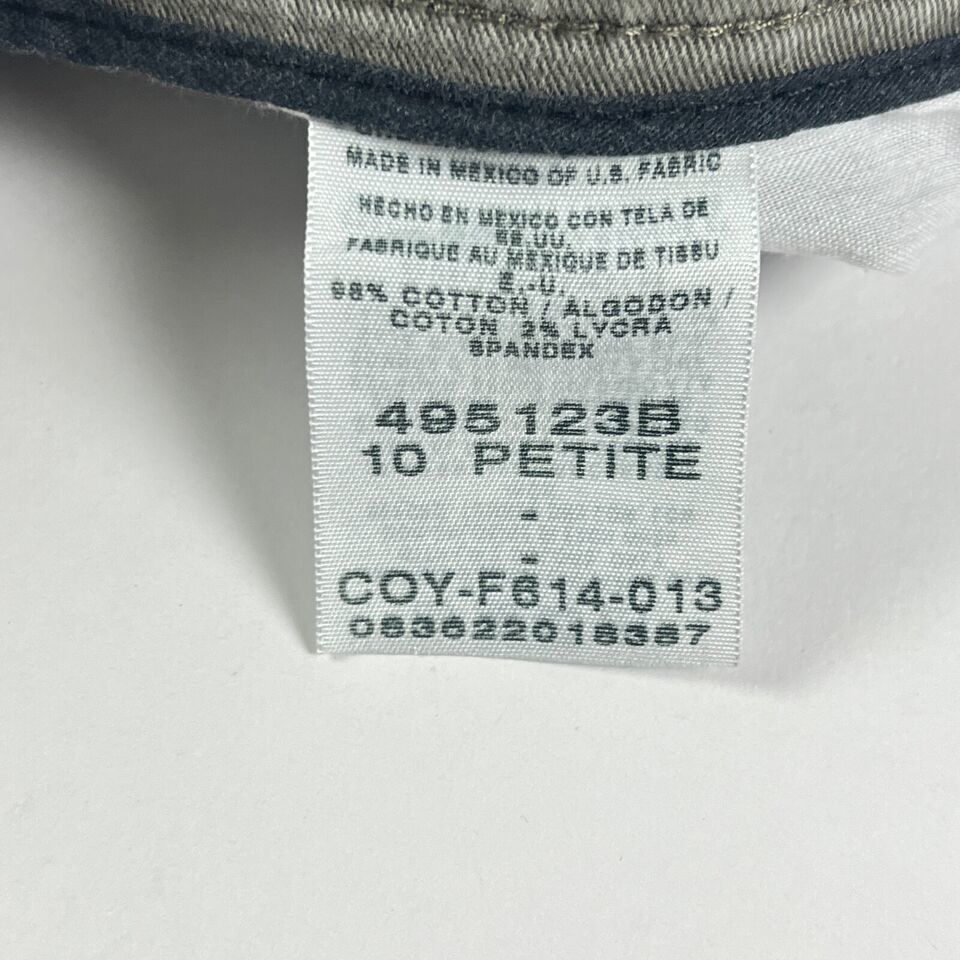 MADE IN MEXICO OF U.S. FABRIC
HECHO EN MEXICO CON TELA DE
EE.UU.
FABRIQUE AU MEXIQUE DE TISSU
E.-U.
98% COTTON / ALGODON /
COTON 2% LYCRA
SPANDEX
495123B
10 PETITE
-
-
COY-F614-013
083622018387